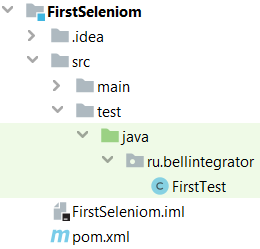 FirstSeleniom
.idea
src
main
test
java
ru.bellintegrator
FirstTest
FirstSeleniom.iml
pom.xml